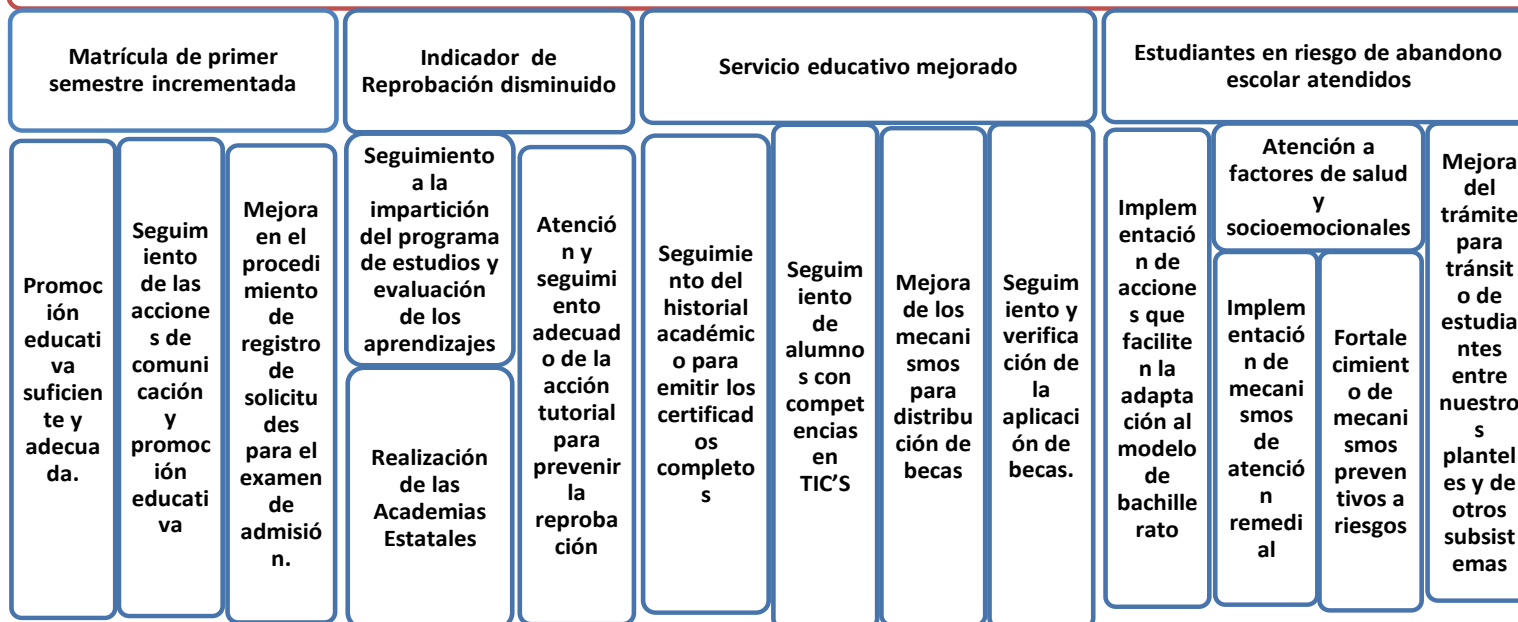 Matrícula de primer
semestre incrementada
Indicador de
Reprobación disminuido
Servicio educativo mejorado
Estudiantes en riesgo de abandono
escolar atendidos
Promoc
ión
educati
va
suficien
te y
adecua
da.
Seguim
iento
de las
accione
s de
comuni
cación
y
promoc
ión
educati
va
Mejora
en el
procedi
miento
de
registro
de
solicitu
des
para el
examen
de
admisió
n.
Seguimiento
a la
impartición
del programa
de estudios y
evaluación
de los
aprendizajes
Realización
de las
Academias
Estatales
Atenció
n y
seguimi
ento
adecuad
o de la
acción
tutorial
para
prevenir
la
reproba
ción
Seguimie
nto del
historial
académic
o para
emitir los
certificad
os
completo
s
Seguim
iento
de
alumno
s con
compet
encias
en
TIC’S
Mejora
de los
mecani
smos
para
distribu
ción de
becas
Seguim
iento y
verifica
ción de
la
aplicaci
ón de
becas.
Implem
entació
n de
accione
s que
facilite
n la
adapta
ción al
modelo
de
bachille
rato
Atención a
factores de salud
y
socioemocionales
Implem
entació
n de
mecani
smos
de
atenció
n
remedi
al
Fortale
cimient
o de
mecani
smos
preven
tivos a
riesgos
Mejora
del
trámite
para
tránsit
o de
estudia
ntes
entre
nuestro
s
plantel
es y de
otros
subsist
emas